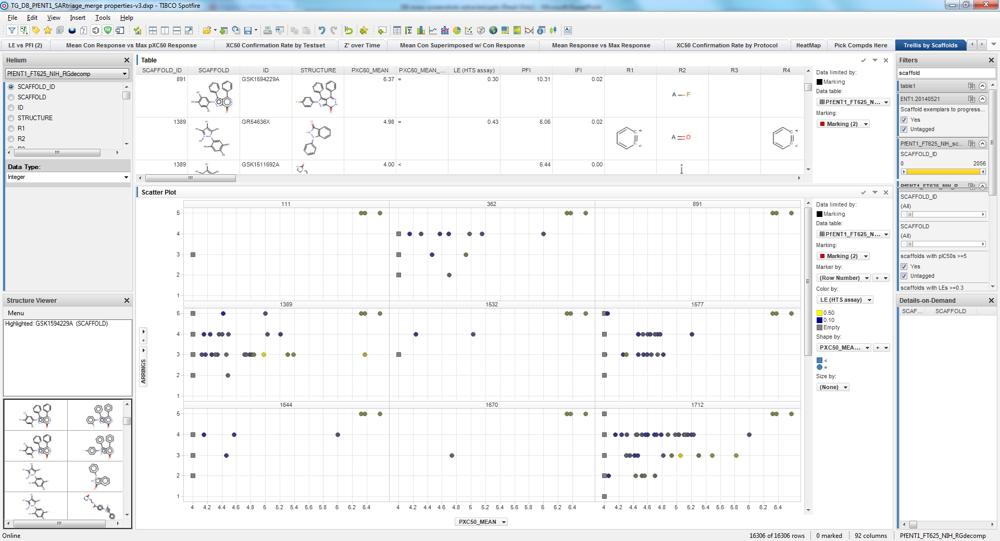 TG_DB_PfENT1_SARtriage_merge properties-v3.dxp - TIBCO Spotfire
File Edit View Insert Tools Help
LE vs PFI (2) Mean Con Response vs Max pXC50 Response XC50 Confirmation Rate by Testset Z' over Time Mean Con Superimposed w/ Con Response Mean Response vs Max Response XC50 Confirmation Rate by Protocol HeatMap Pick Compds Here Trellis by Scaffolds
Helium
PfENT1_FT625_NIH_RGdecomp
SCAFFOLD_ID
SCAFFOLD
ID
STRUCTURE
R1
R2
Data Type:
Integer
Structure Viewer
Menu
Highlighted: GSK1594229A (SCAFFOLD)
Table
SCAFFOLD_ID SCAFFOLD ID STRUCTURE PXC50_MEAN PXC50_MEAN_... LE (HTS assay) PFI IFI R1 R2 R3 R4
891 GSK1594229A 6.37 = 0.30 10.31 0.02
A F
1389 GR54636X 4.98 = 0.43 6.06 0.02
A O
1389 GSK1511692A 4.00 < 6.44 0.00
A
Data limited by:
Marking
Data table:
PfENT1_FT625_N...
Marking:
Marking (2)
Scatter Plot
111 362 891
5
4
3
2
1
1389 1532 1577
5
4
3
2
1
1644 1670 1712
5
4
3
2
1
4 4.2 4.4 4.6 4.8 5 5.2 5.4 5.6 5.8 6 6.2 6.4 4 4.2 4.4 4.6 4.8 5 5.2 5.4 5.6 5.8 6 6.2 6.4 4 4.2 4.4 4.6 4.8 5 5.2 5.4 5.6 5.8 6 6.2 6.4
ARRINGS
PXC50_MEAN
Data limited by:
Marking
Data table:
PfENT1_FT625_N...
Marking:
Marking (2)
Marker by:
(Row Number) +
Color by:
LE (HTS assay)
0.50
0.10
Empty
Shape by:
PXC50_MEA... +
<
=
Size by:
(None)
Filters
scaffold
table1
ENT1.20140521
Scaffold exemplars to progress...
Yes
Untagged
PfENT1_FT625_NIH_sc...
SCAFFOLD_ID
0 2056
PfENT1_FT625_NIH_R
SCAFFOLD_ID
(All)
SCAFFOLD
(All)
scaffolds with pIC50s >=5
Yes
Untagged
scaffolds with LEs >=0.3
Details-on-Demand
SCAF... SCAFFOLD
Online 16306 of 16306 rows 0 marked 92 columns PfENT1_FT625_NIH_RGdecomp